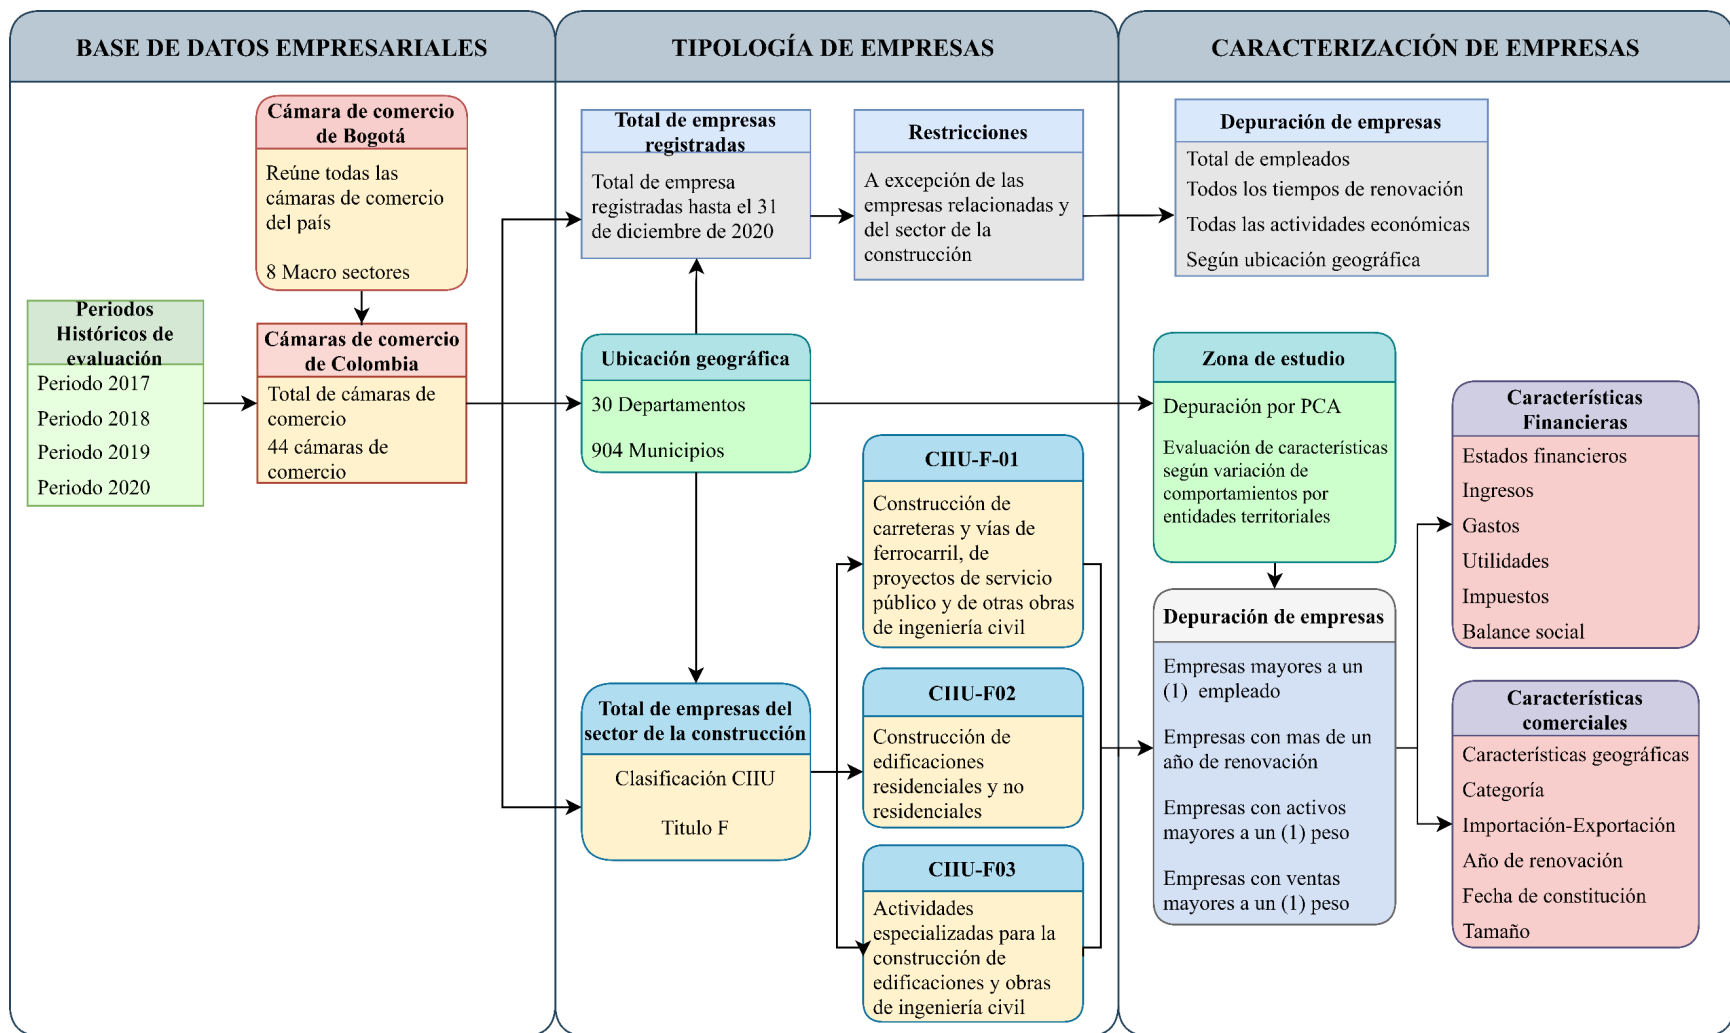 BASE DE DATOS EMPRESARIALES
TIPOLOGÍA DE EMPRESAS
CARACTERIZACIÓN DE EMPRESAS
Cámara de comercio
de Bogotá
Reúne todas las
cámaras de comercio
del país
8 Macro sectores
Periodos
Históricos de
evaluación
Periodo 2017
Periodo 2018
Periodo 2019
Periodo 2020
Cámaras de comercio
de Colombia
Total de cámaras de
comercio
44 cámaras de
comercio
Total de empresas
registradas
Total de empresa
registradas hasta el 31
de diciembre de 2020
Restricciones
A excepción de las
empresas relacionadas y
del sector de la
construcción
Ubicación geográfica
30 Departamentos
904 Municipios
Total de empresas del
sector de la construcción
Clasificación CIIU
Titulo F
CIIU-F-01
Construcción de
carreteras y vías de
ferrocarril, de
proyectos de servicio
público y de otras obras
de ingeniería civil
CIIU-F02
Construcción de
edificaciones
residenciales y no
residenciales
CIIU-F03
Actividades
especializadas para la
construcción de
edificaciones y obras
de ingeniería civil
Depuración de empresas
Total de empleados
Todos los tiempos de renovación
Todas las actividades económicas
Según ubicación geográfica
Zona de estudio
Depuración por PCA
Evaluación de características
según variación de
comportamientos por
entidades territoriales
Depuración de empresas
Empresas mayores a un
(1) empleado
Empresas con mas de un
año de renovación
Empresas con activos
mayores a un (1) peso
Empresas con ventas
mayores a un (1) peso
Características
Financieras
Estados financieros
Ingresos
Gastos
Utilidades
Impuestos
Balance social
Características
comerciales
Características geográficas
Categoría
Importación-Exportación
Año de renovación
Fecha de constitución
Tamaño